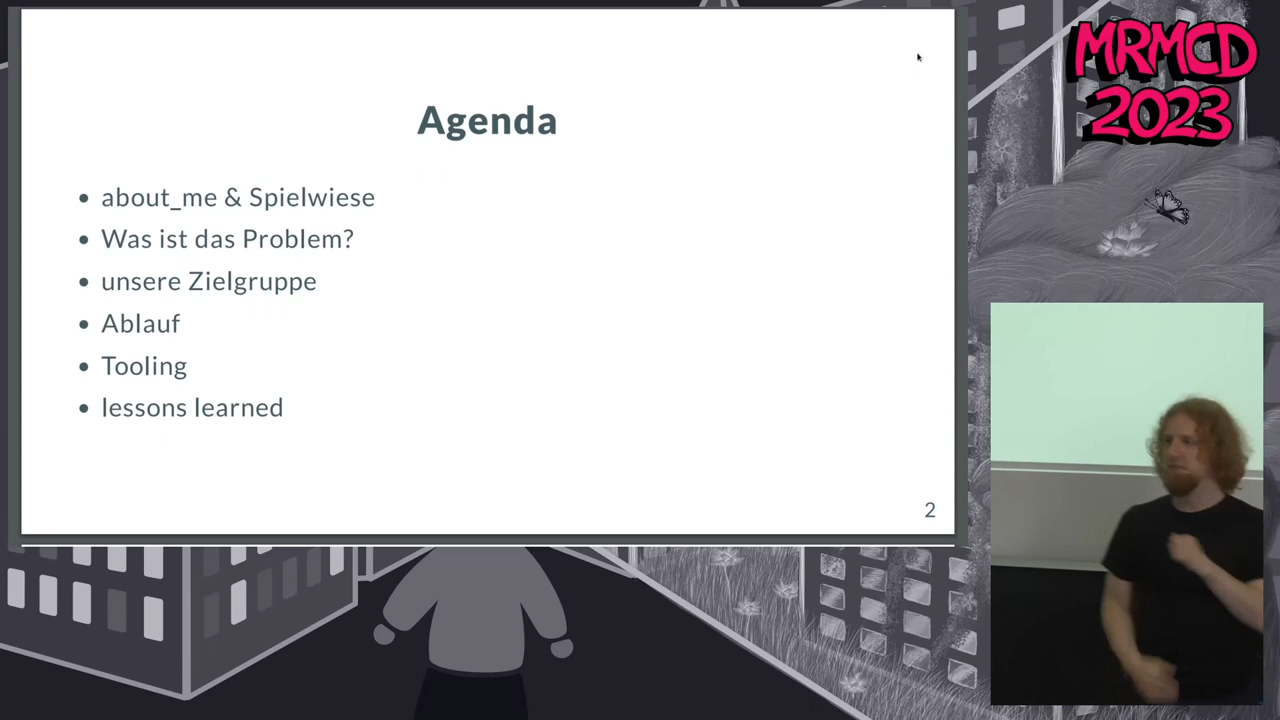 Agenda
about_me & Spielwiese
Was ist das Problem?
unsere Zielgruppe
Ablauf
Tooling
lessons learned
2
MRMCD
2023